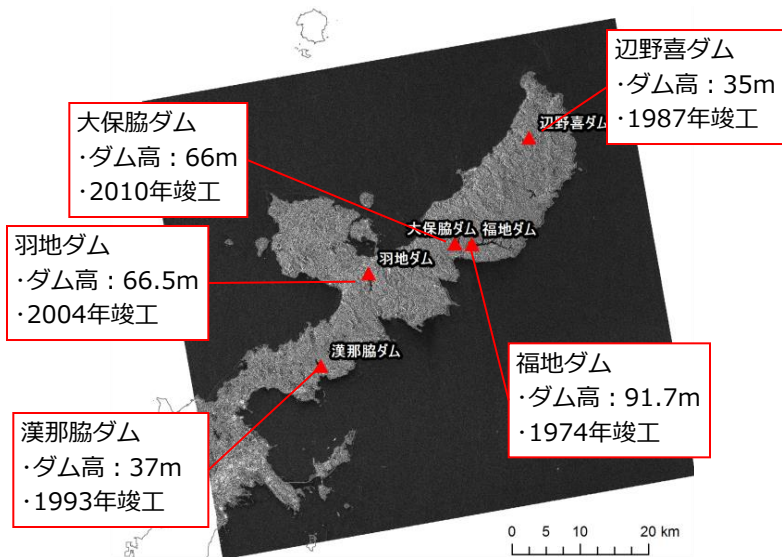 辺野喜ダム
･ダム高：35m
･1987年竣工
大保脇ダム
･ダム高：66m
･2010年竣工
辺野喜ダム
大保脇ダム
福地ダム
羽地ダム
･ダム高：66.5m
･2004年竣工
羽地ダム
漢那脇ダム
福地ダム
･ダム高：91.7m
･1974年竣工
漢那脇ダム
･ダム高：37m
･1993年竣工
0 5 10 20 km